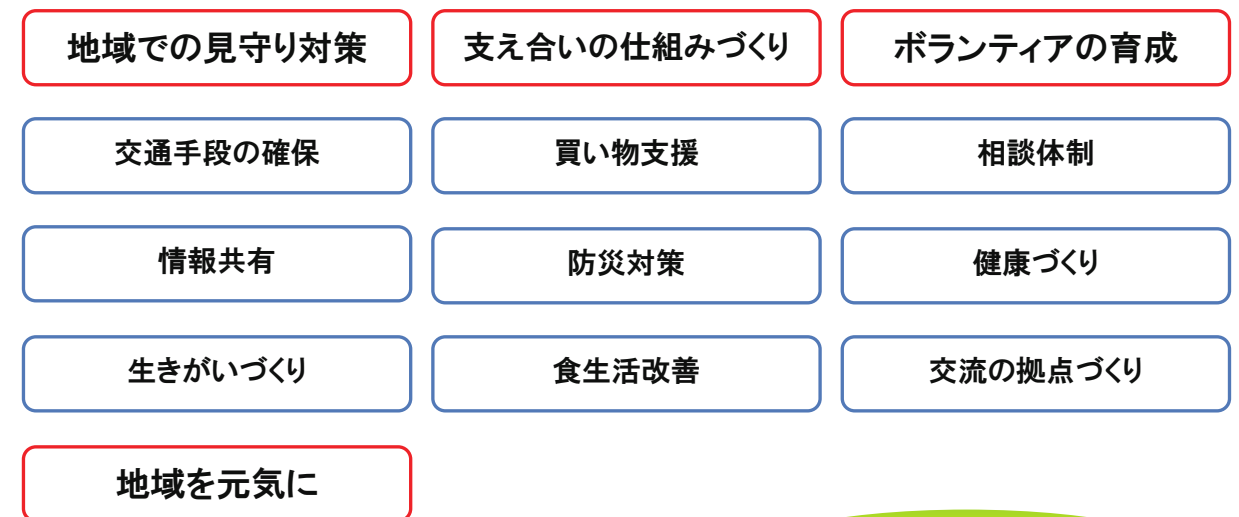 地域での見守り対策
支え合いの仕組みづくり
ボランティアの育成
交通手段の確保
買い物支援
相談体制
情報共有
防災対策
健康づくり
生きがいづくり
食生活改善
交流の拠点づくり
地域を元気に